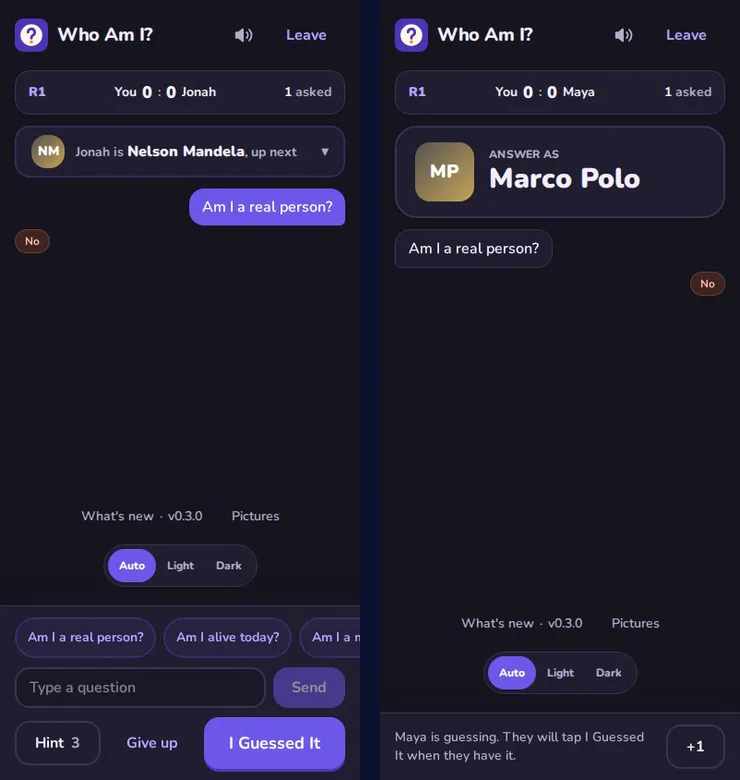 Who Am I?
Leave
R1
You 0 : 0 Jonah
1 asked
NM
Jonah is Nelson Mandela, up next
Am I a real person?
No
What's new · v0.3.0
Pictures
Auto
Light
Dark
Am I a real person?
Am I alive today?
Am I a
Type a question
Send
Hint 3
Give up
I Guessed It
Who Am I?
Leave
R1
You 0 : 0 Maya
1 asked
MP
ANSWER AS
Marco Polo
Am I a real person?
No
What's new · v0.3.0
Pictures
Auto
Light
Dark
Maya is guessing. They will tap I Guessed
It when they have it.
+1